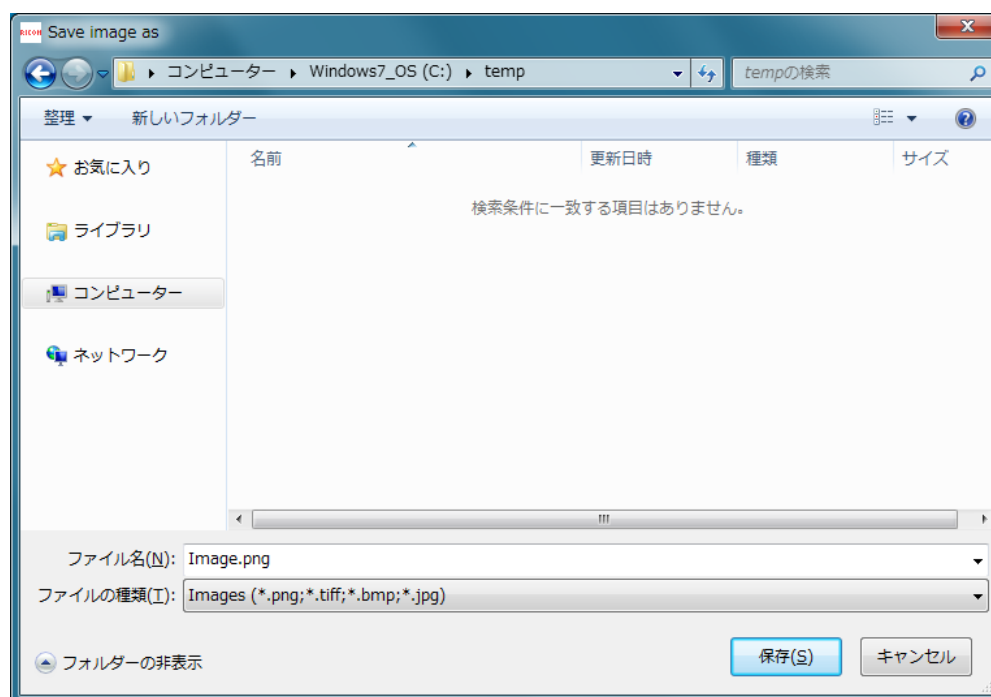 RICOH Save image as
コンピューター Windows7_OS (C:) temp tempの検索
整理 新しいフォルダー
名前 更新日時 種類 サイズ
お気に入り
検索条件に一致する項目はありません。
ライブラリ
コンピューター
ネットワーク
ファイル名(N): Image.png
ファイルの種類(T): Images (*.png;*.tiff;*.bmp;*.jpg)
フォルダーの非表示 保存(S) キャンセル